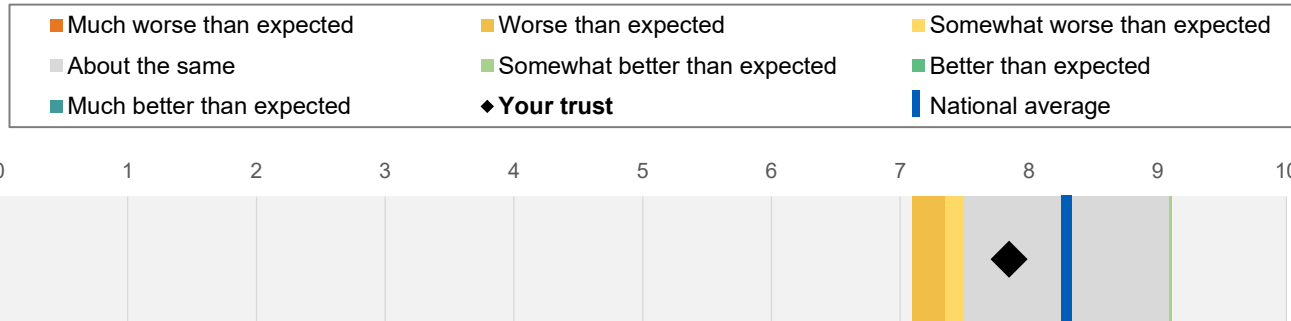 Much worse than expected Worse than expected Somewhat worse than expected
About the same Somewhat better than expected Better than expected
Much better than expected Your trust National average
0 1 2 3 4 5 6 7 8 9 10